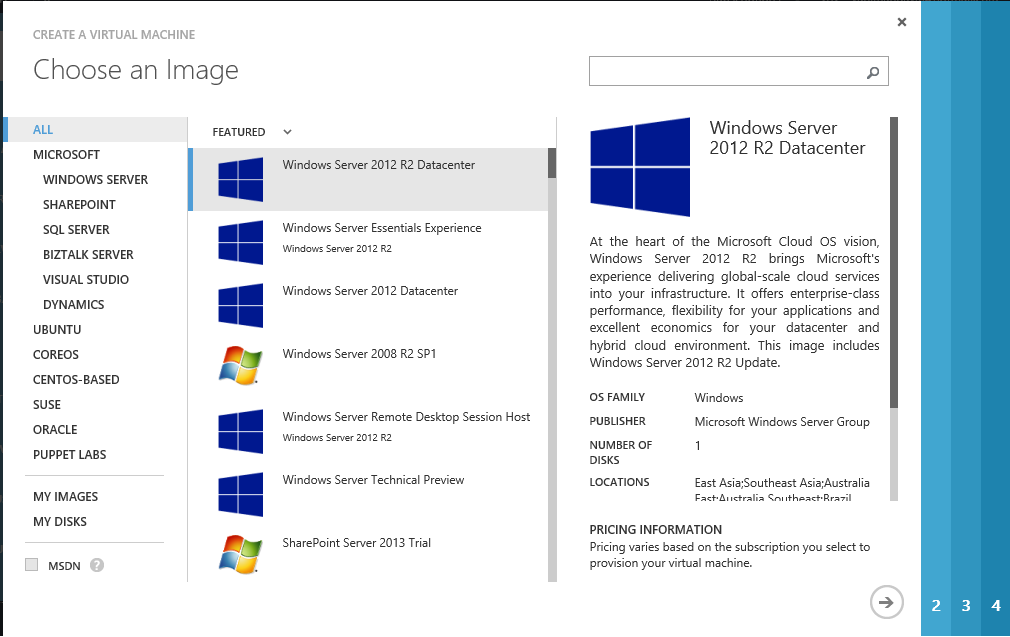 CREATE A VIRTUAL MACHINE
Choose an Image
ALL
MICROSOFT
WINDOWS SERVER
SHAREPOINT
SQL SERVER
BIZTALK SERVER
VISUAL STUDIO
DYNAMICS
UBUNTU
COREOS
CENTOS-BASED
SUSE
ORACLE
PUPPET LABS
MY IMAGES
MY DISKS
MSDN ?
FEATURED
Windows Server 2012 R2 Datacenter
Windows Server Essentials Experience
Windows Server 2012 R2
Windows Server 2012 Datacenter
Windows Server 2008 R2 SP1
Windows Server Remote Desktop Session Host
Windows Server 2012 R2
Windows Server Technical Preview
SharePoint Server 2013 Trial
Windows Server
2012 R2 Datacenter
At the heart of the Microsoft Cloud OS vision,
Windows Server 2012 R2 brings Microsoft's
experience delivering global-scale cloud services
into your infrastructure. It offers enterprise-class
performance, flexibility for your applications and
excellent economics for your datacenter and
hybrid cloud environment. This image includes
Windows Server 2012 R2 Update.
OS FAMILY Windows
PUBLISHER Microsoft Windows Server Group
NUMBER OF 1
DISKS
LOCATIONS East Asia;Southeast Asia;Australia
East;Australia Southeast;Brazil
PRICING INFORMATION
Pricing varies based on the subscription you select to
provision your virtual machine.
2 3 4